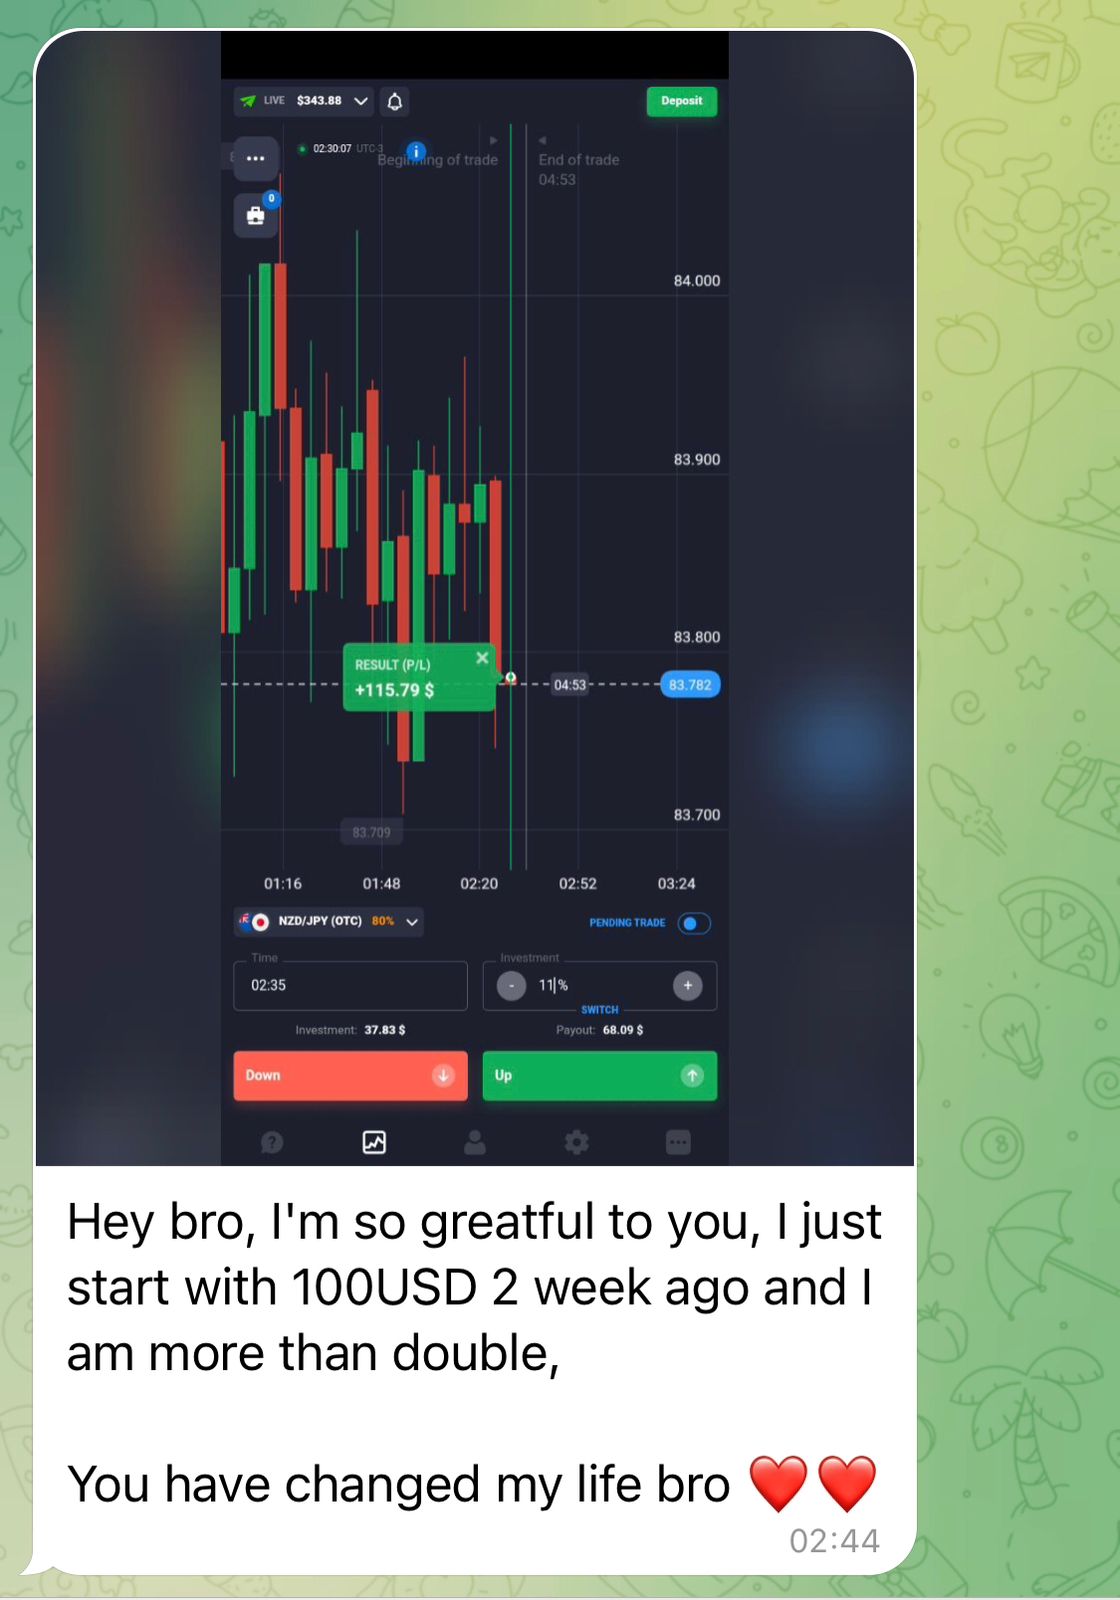 LIVE $343.88 Deposit
02:30:07 UTC-3
Beginning of trade End of trade
04:53
0
84.000
83.900
83.800
RESULT (P/L)
+115.79 $
04:53 83.782
83.700
83.709
01:16 01:48 02:20 02:52 03:24
NZD/JPY (OTC) 80% PENDING TRADE
Time Investment
02:35 - 11% +
SWITCH
Investment: 37.83 $ Payout: 68.09 $
Down Up
Hey bro, I'm so greatful to you, I just
start with 100USD 2 week ago and I
am more than double,
You have changed my life bro ❤️❤️
02:44